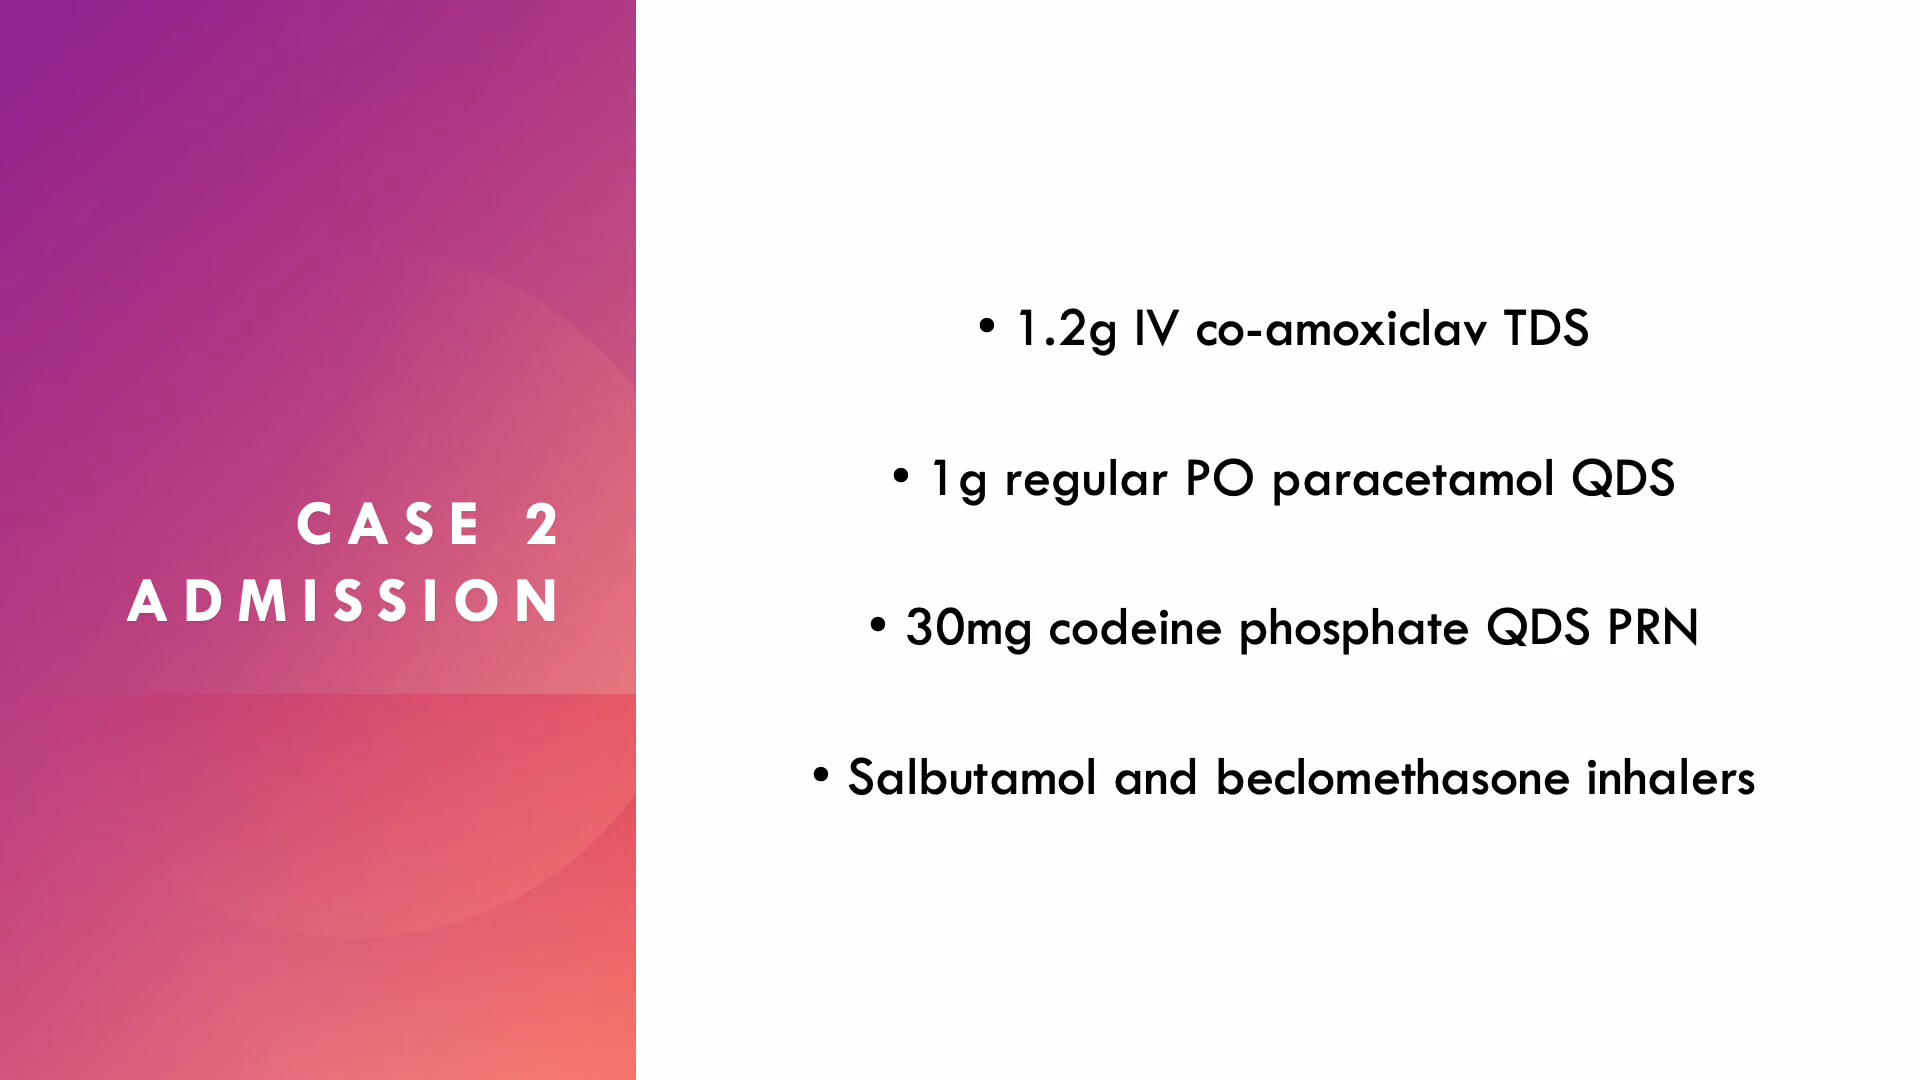 CASE 2
ADMISSION
• 1.2g IV co-amoxiclav TDS
• 1g regular PO paracetamol QDS
• 30mg codeine phosphate QDS PRN
• Salbutamol and beclomethasone inhalers